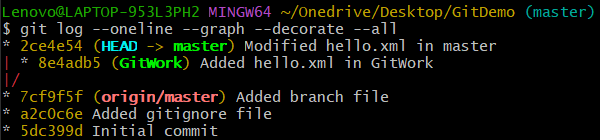 Lenovo@LAPTOP-953L3PH2 MINGW64 ~/Onedrive/Desktop/GitDemo (master)
$ git log --oneline --graph --decorate --all
* 2ce4e54 (HEAD -> master) Modified hello.xml in master
| * 8e4adb5 (GitWork) Added hello.xml in GitWork
|/
* 7cf9f5f (origin/master) Added branch file
* a2c0c6e Added gitignore file
* 5dc399d Initial commit